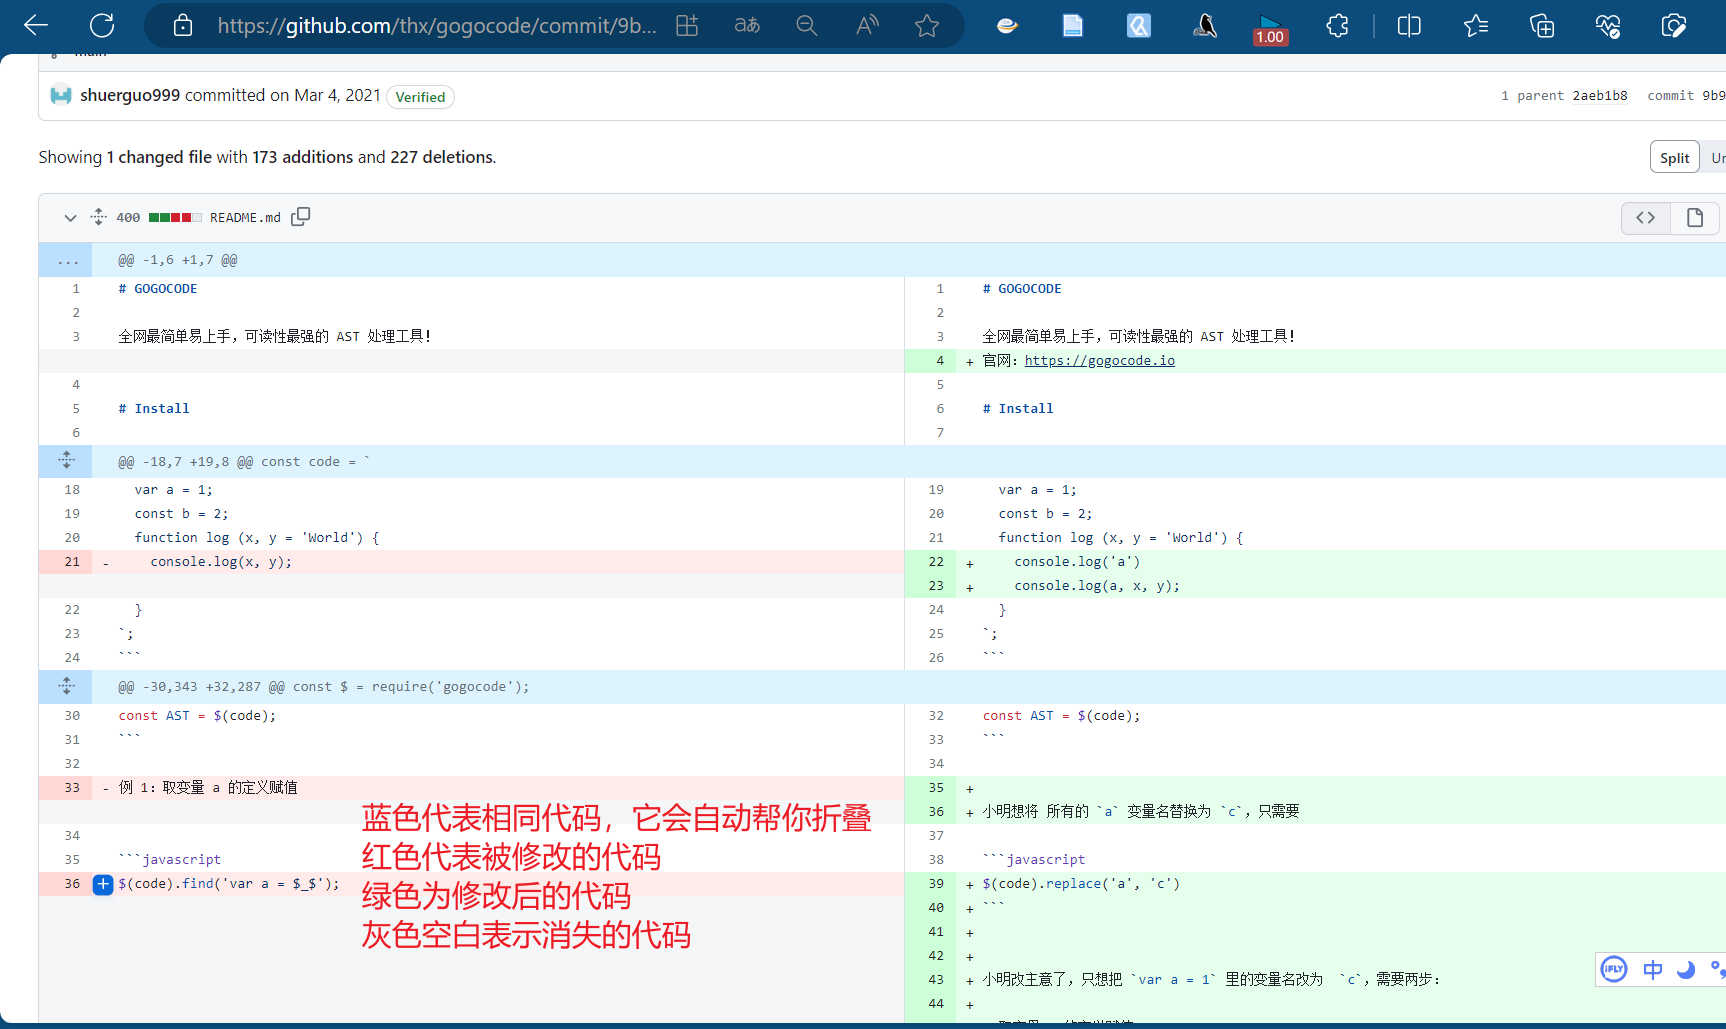 https://github.com/thx/gogocode/commit/9b...
1.00
main
shuerguo999 committed on Mar 4, 2021 Verified
1 parent 2aeb1b8 commit 9b9
Showing 1 changed file with 173 additions and 227 deletions.
Split
400 README.md
... @@ -1,6 +1,7 @@
1 # GOGOCODE 1 # GOGOCODE
2 2
3 全网最简单易上手，可读性最强的 AST 处理工具！ 3 全网最简单易上手，可读性最强的 AST 处理工具！
4 + 官网：https://gogocode.io
4 5
5 # Install 6 # Install
6 7
@@ -18,7 +19,8 @@ const code = `
18 var a = 1; 19 var a = 1;
19 const b = 2; 20 const b = 2;
20 function log (x, y = 'World') { 21 function log (x, y = 'World') {
21 - console.log(x, y); 22 + console.log('a')
23 + console.log(a, x, y);
22 } 24 }
23 `; 25 `;
24 ``` 26 ```
@@ -30,343 +32,287 @@ const $ = require('gogocode');
30 const AST = $(code); 32 const AST = $(code);
31 ``` 33 ```
32 34
33 - 例 1：取变量 a 的定义赋值 35 +
36 + 小明想将 所有的 `a` 变量名替换为 `c`，只需要
蓝色代表相同代码，它会自动帮你折叠
34 37
红色代表被修改的代码
35 ```javascript 38 ```javascript
36 + $(code).find('var a = $_$'); 39 + $(code).replace('a', 'c')
绿色为修改后的代码
40 + ```
灰色空白表示消失的代码
41 +
42 +
43 + 小明改主意了，只想把 `var a = 1` 里的变量名改为 `c`，需要两步：
44 +
iFLY 中